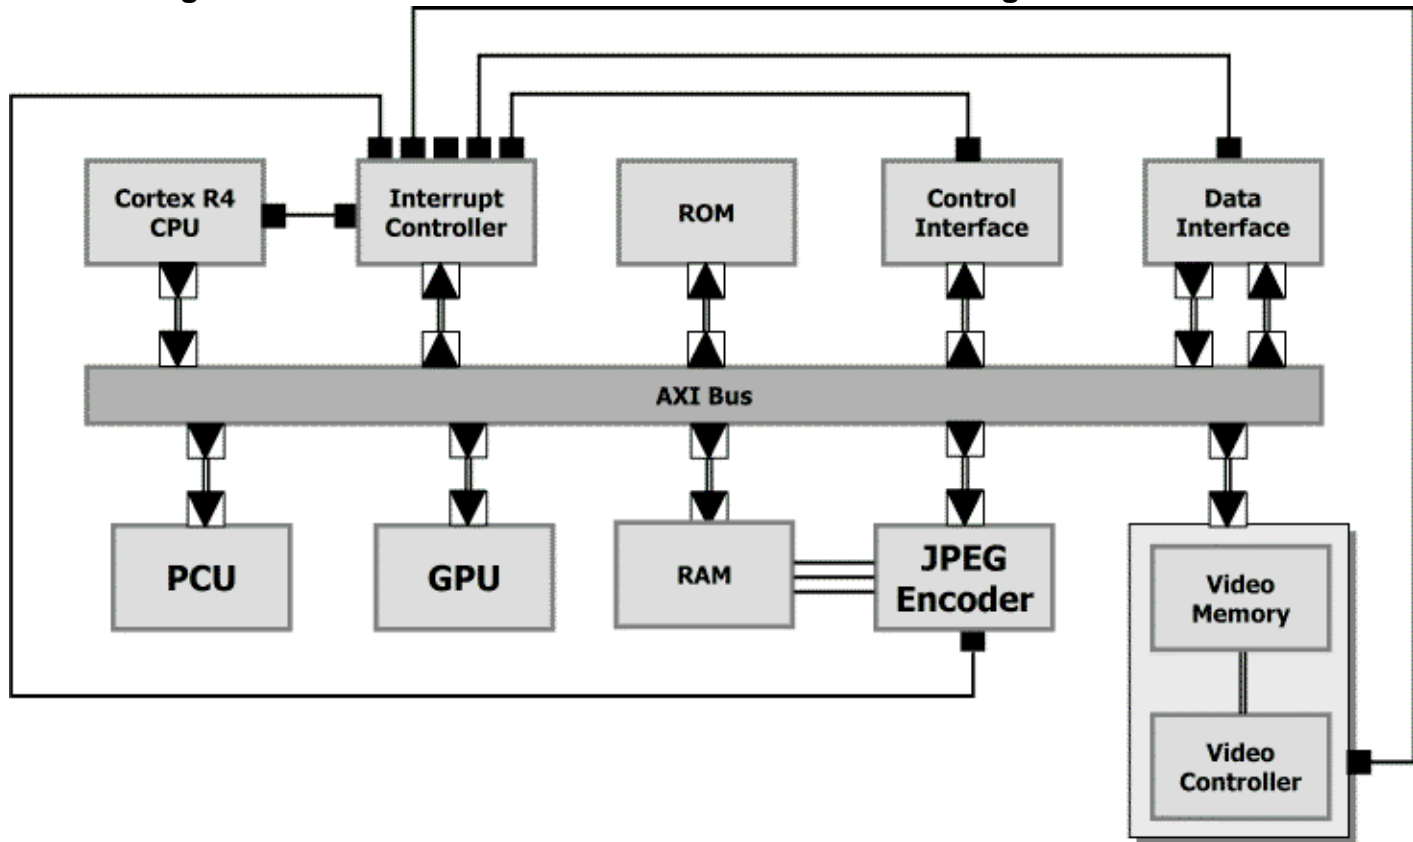 Cortex R4
CPU
Interrupt
Controller
ROM
Control
Interface
Data
Interface
AXI Bus
PCU
GPU
RAM
JPEG
Encoder
Video
Memory
Video
Controller